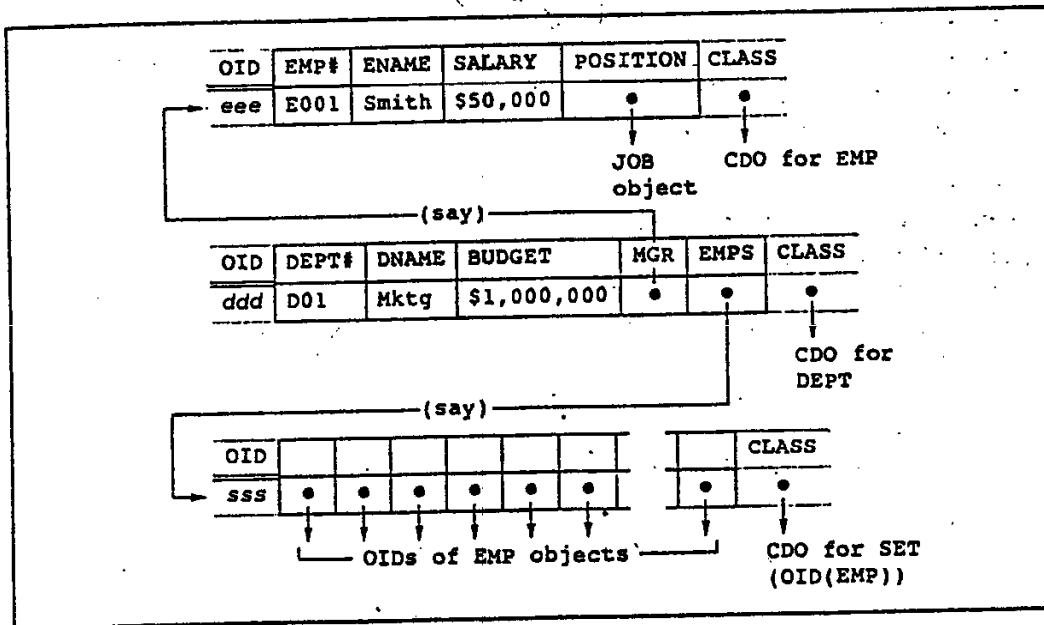 OID EMP# ENAME SALARY POSITION CLASS
eee E001 Smith $50,000
JOB object
CDO for EMP
(say)
OID DEPT# DNAME BUDGET MGR EMPS CLASS
ddd D01 Mktg $1,000,000
CDO for
DEPT
(say)
OID CLASS
sss
OIDs of EMP objects
CDO for SET
(OID(EMP))